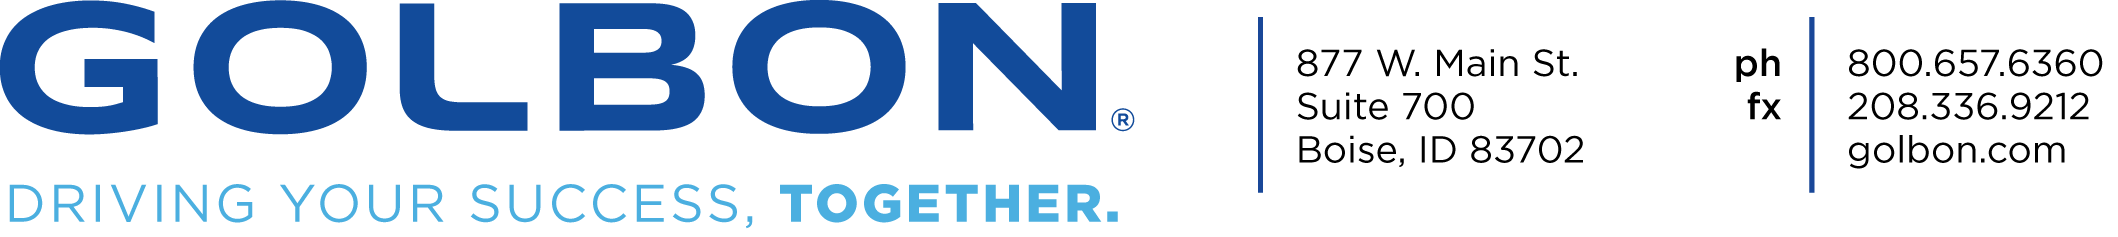 GOLBON®
DRIVING YOUR SUCCESS, TOGETHER.
877 W. Main St.
Suite 700
Boise, ID 83702
ph 800.657.6360
fx 208.336.9212
golbon.com